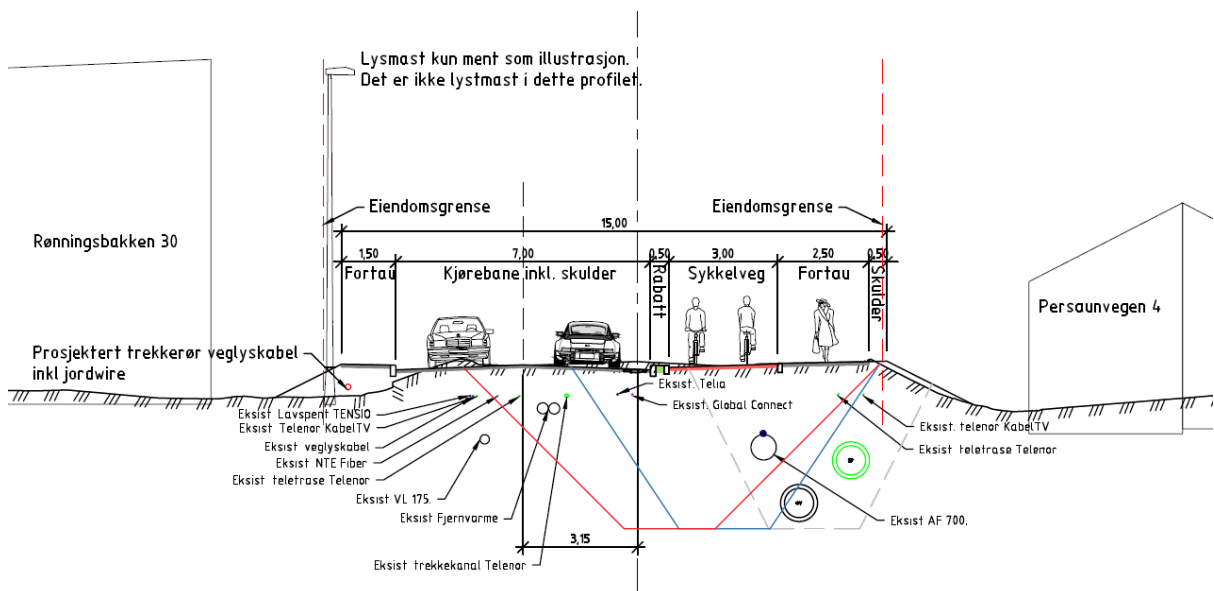 Lysmast kun ment som illustrasjon.
Det er ikke lystmast i dette profilet.
Eiendomsgrense
Eiendomsgrense
15,00
Rønningsbakken 30
1,50
7,00
0,50
3,00
2,50
0,50
Fortau
Kjørebane inkl. skulder
Rabatt
Sykkelveg
Fortau
Skulder
Persaunvegen 4
Prosjektert trekkerør veglyskabel
inkl jordwire
Eksist. Telia
Eksist. Global Connect
Eksist Lavspent TENSIO
Eksist Telenor KabelTV
Eksist veglyskabel
Eksist NTE Fiber
Eksist teletrase Telenor
Eksist. telenor KabelTV
Eksist teletrase Telenor
Eksist VL 175.
Eksist Fjernvarme
Eksist AF 700.
3,15
Eksist trekkekanal Telenor